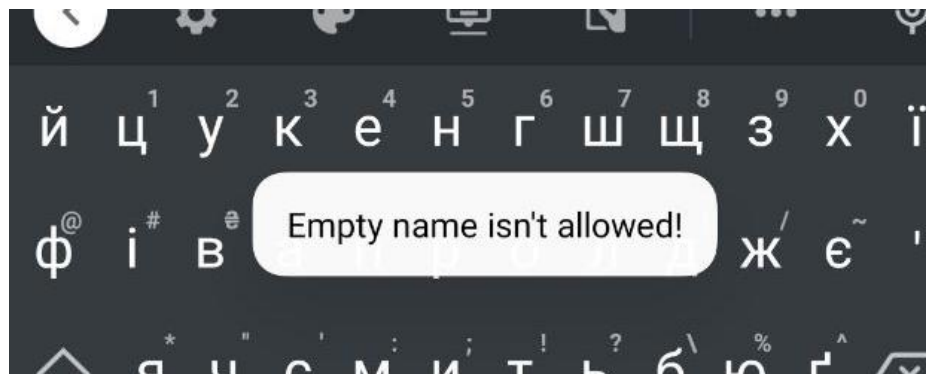 1 2 3 4 5 6 7 8 9 0
й ц у к е н г ш щ з х ї
@ # ₴ / ~
ф і в а п р о л д ж є '
Empty name isn't allowed!
* " ' : ; ! ? \ % ^
я ч с м и т ь б ю ґ